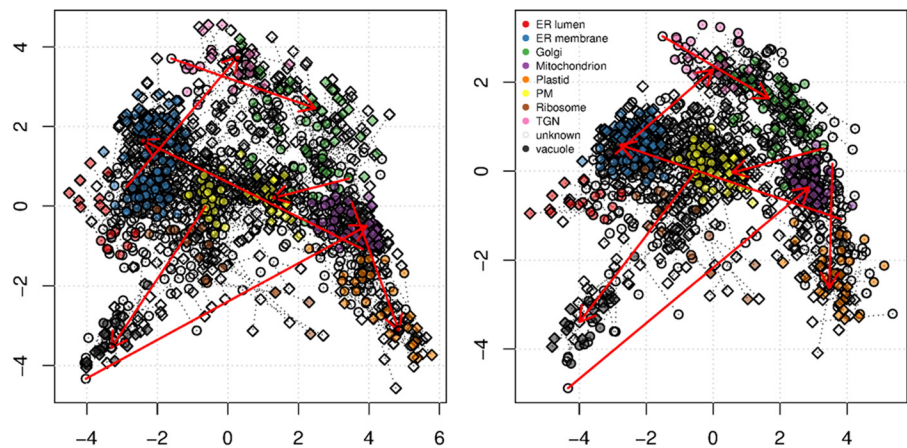 4
2
0
−2
−4
−4
−2
0
2
4
6
2
0
−2
−4
−4
−2
0
2
4
ER lumen
ER membrane
Golgi
Mitochondrion
Plastid
PM
Ribosome
TGN
unknown
vacuole